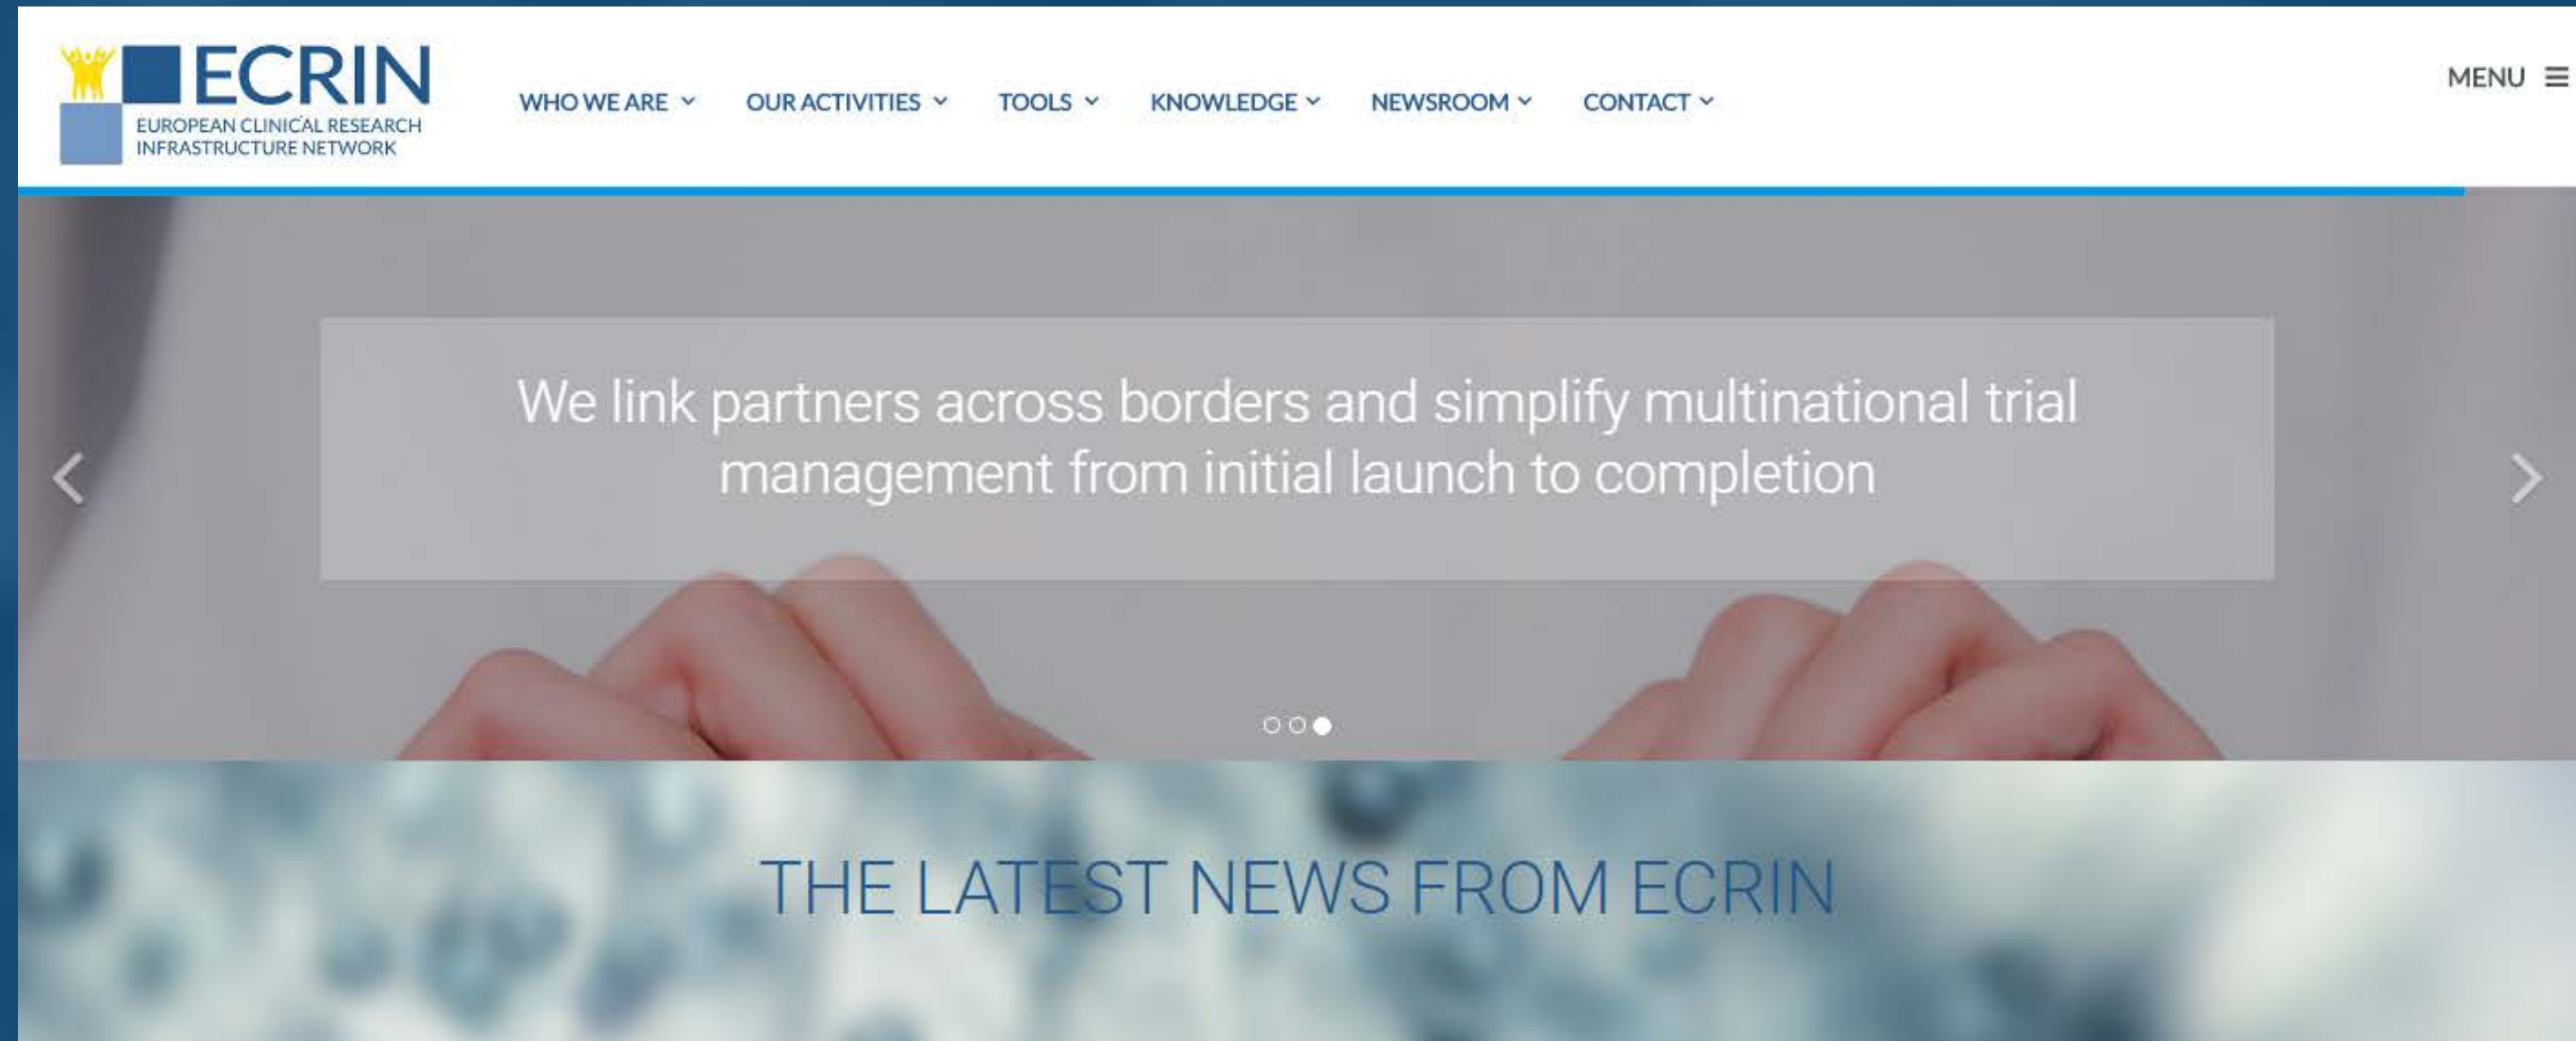 ECRIN
EUROPEAN CLINICAL RESEARCH
INFRASTRUCTURE NETWORK
WHO WE ARE
OUR ACTIVITIES
TOOLS
KNOWLEDGE
NEWSROOM
CONTACT
MENU
We link partners across borders and simplify multinational trial
management from initial launch to completion
THE LATEST NEWS FROM ECRIN